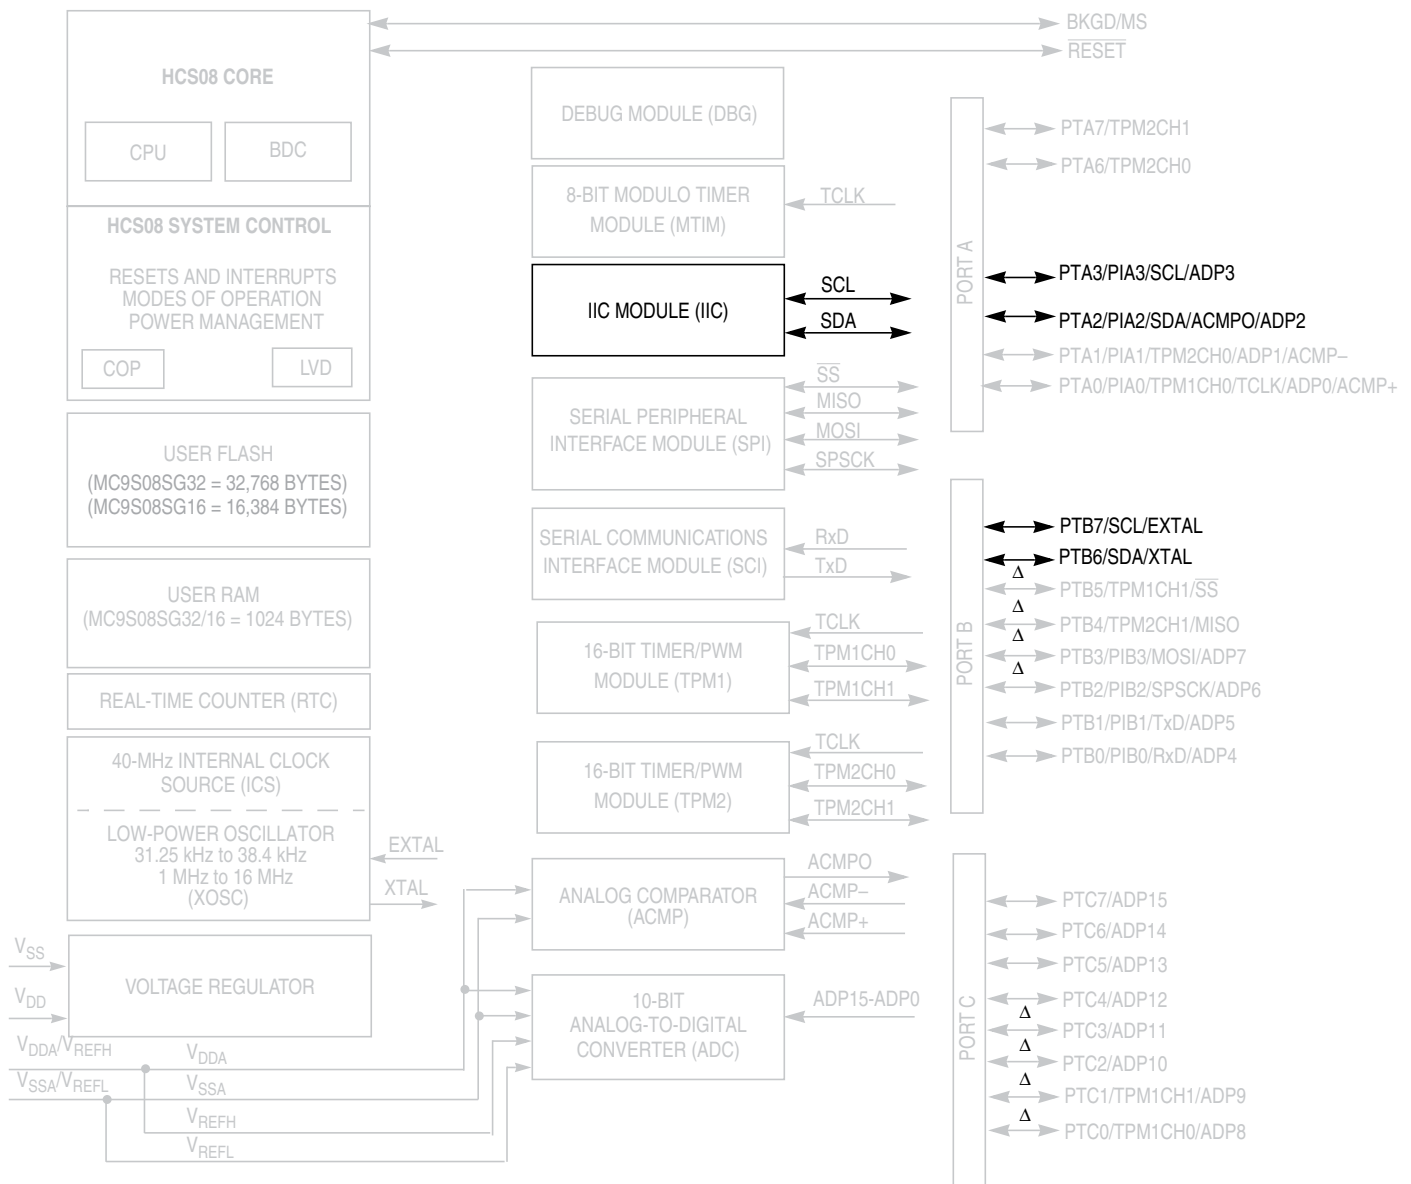 BKGD/MS
RESET
HCS08 CORE
CPU
BDC
HCS08 SYSTEM CONTROL
RESETS AND INTERRUPTS
MODES OF OPERATION
POWER MANAGEMENT
COP
LVD
USER FLASH
(MC9S08SG32 = 32,768 BYTES)
(MC9S08SG16 = 16,384 BYTES)
USER RAM
(MC9S08SG32/16 = 1024 BYTES)
REAL-TIME COUNTER (RTC)
40-MHz INTERNAL CLOCK
SOURCE (ICS)
LOW-POWER OSCILLATOR
31.25 kHz to 38.4 kHz
1 MHz to 16 MHz
(XOSC)
EXTAL
XTAL
VSS
VDD
VOLTAGE REGULATOR
VDDA/VREFH
VSSA/VREFL
VDDA
VSSA
VREFH
VREFL
DEBUG MODULE (DBG)
8-BIT MODULO TIMER
MODULE (MTIM)
TCLK
IIC MODULE (IIC)
SCL
SDA
SERIAL PERIPHERAL
INTERFACE MODULE (SPI)
SS
MISO
MOSI
SPSCK
SERIAL COMMUNICATIONS
INTERFACE MODULE (SCI)
RxD
TxD
16-BIT TIMER/PWM
MODULE (TPM1)
TCLK
TPM1CH0
TPM1CH1
16-BIT TIMER/PWM
MODULE (TPM2)
TCLK
TPM2CH0
TPM2CH1
ANALOG COMPARATOR
(ACMP)
ACMPO
ACMP–
ACMP+
10-BIT
ANALOG-TO-DIGITAL
CONVERTER (ADC)
ADP15-ADP0
PORT A
PTA7/TPM2CH1
PTA6/TPM2CH0
PTA3/PIA3/SCL/ADP3
PTA2/PIA2/SDA/ACMPO/ADP2
PTA1/PIA1/TPM2CH0/ADP1/ACMP–
PTA0/PIA0/TPM1CH0/TCLK/ADP0/ACMP+
PORT B
PTB7/SCL/EXTAL
PTB6/SDA/XTAL
Δ
PTB5/TPM1CH1/SS
Δ
PTB4/TPM2CH1/MISO
Δ
PTB3/PIB3/MOSI/ADP7
Δ
PTB2/PIB2/SPSCK/ADP6
PTB1/PIB1/TxD/ADP5
PTB0/PIB0/RxD/ADP4
PORT C
PTC7/ADP15
PTC6/ADP14
PTC5/ADP13
PTC4/ADP12
Δ
PTC3/ADP11
Δ
PTC2/ADP10
Δ
PTC1/TPM1CH1/ADP9
Δ
PTC0/TPM1CH0/ADP8